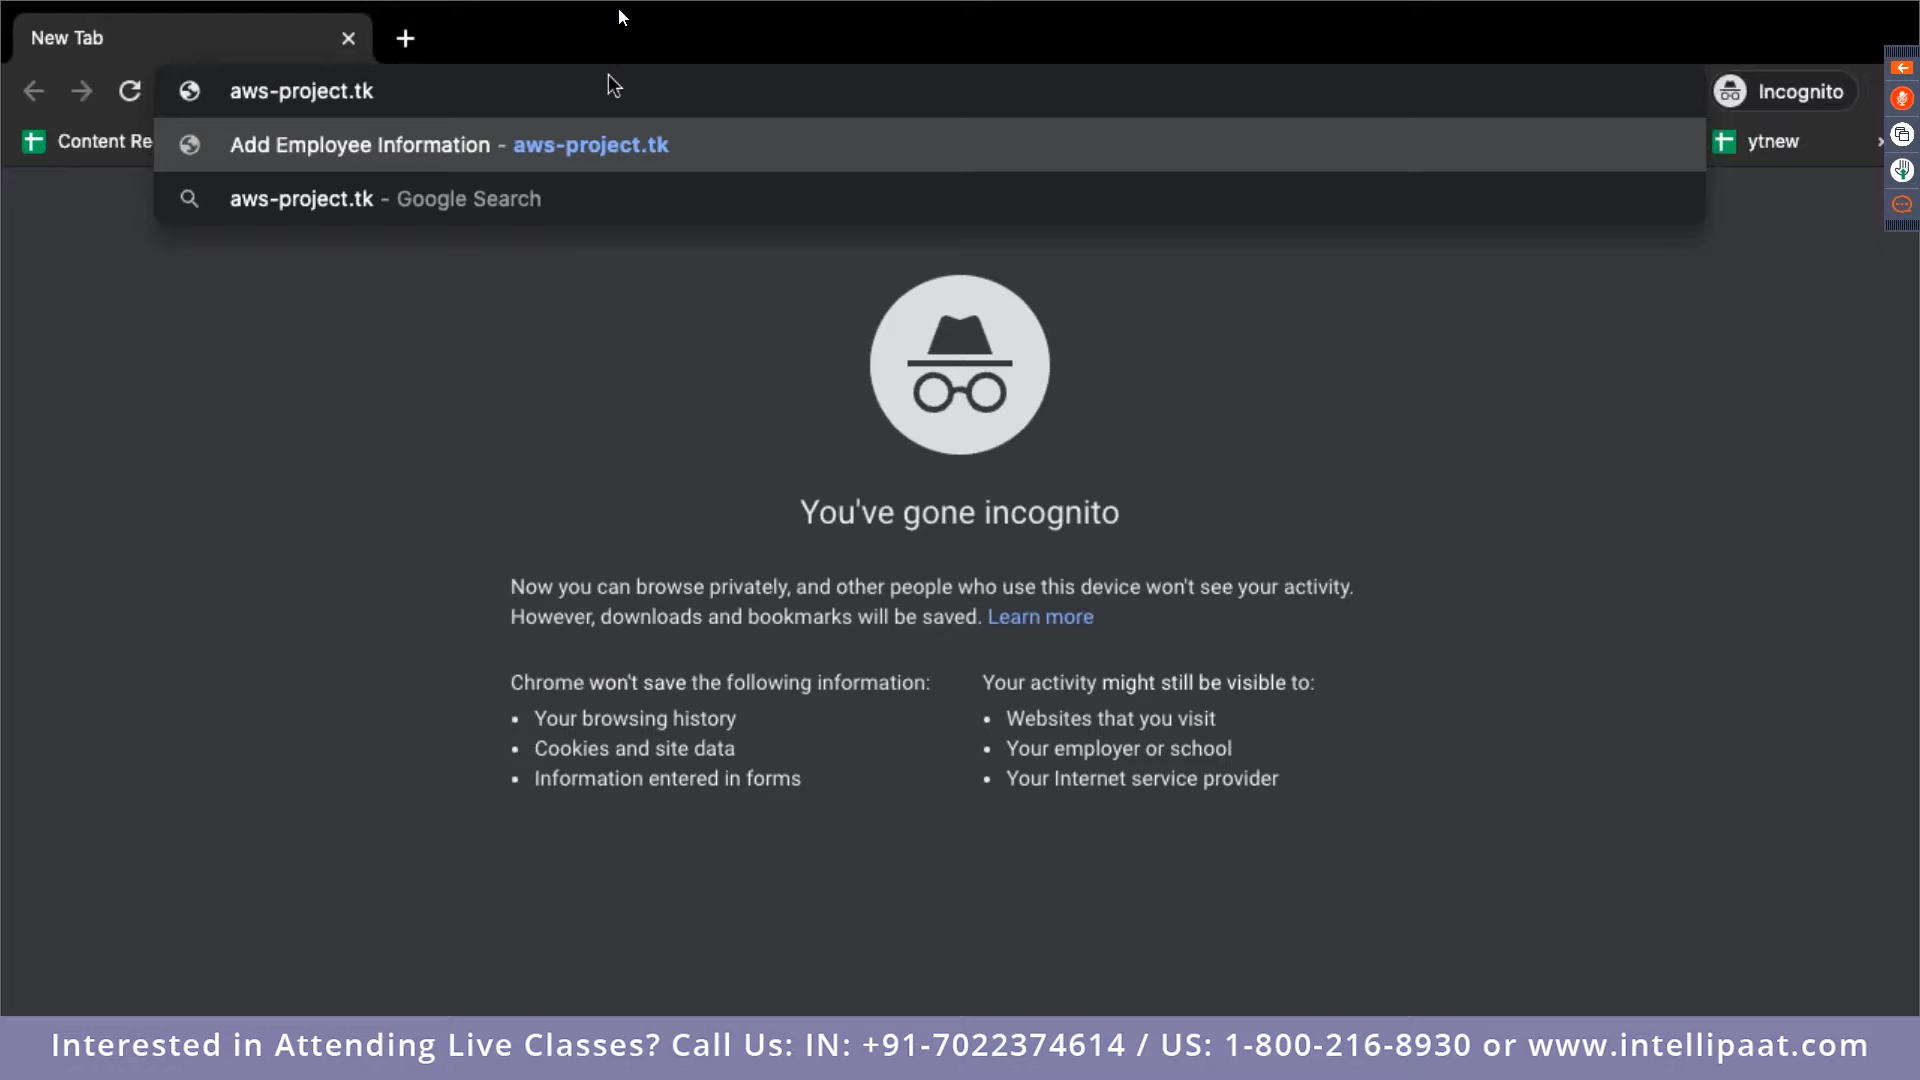 New Tab
aws-project.tk
Incognito
Content Re
Add Employee Information - aws-project.tk
ytnew
aws-project.tk - Google Search
You've gone incognito
Now you can browse privately, and other people who use this device won't see your activity.
However, downloads and bookmarks will be saved. Learn more
Chrome won't save the following information:
• Your browsing history
• Cookies and site data
• Information entered in forms
Your activity might still be visible to:
• Websites that you visit
• Your employer or school
• Your Internet service provider
Interested in Attending Live Classes? Call Us: IN: +91-7022374614 / US: 1-800-216-8930 or www.intellipaat.com